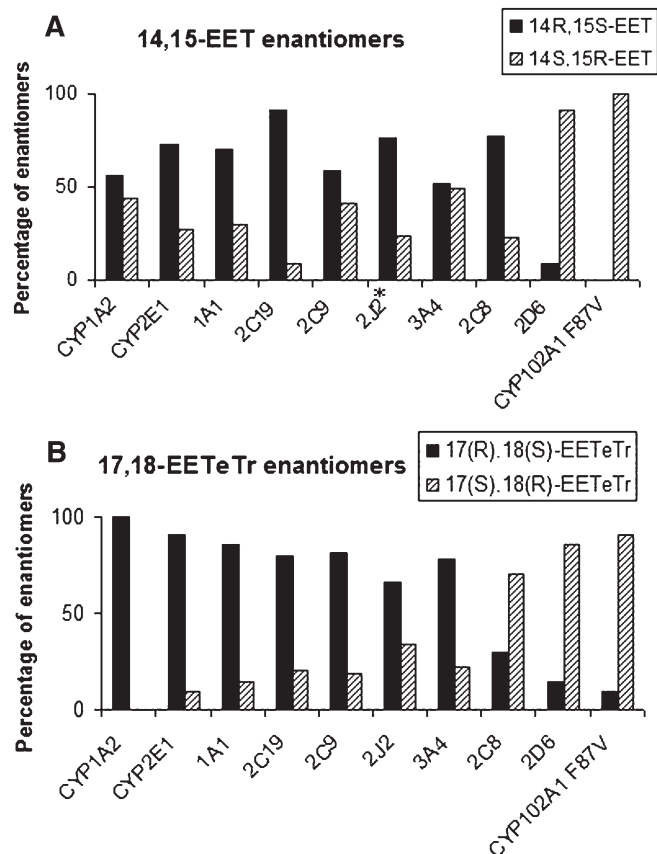 A
14,15-EET enantiomers
14R,15S-EET
14S,15R-EET
Percentage of enantiomers
100
50
0
CYP1A2
CYP2E1
1A1
2C19
2C9
2J2*
3A4
2C8
2D6
CYP102A1 F87V
B
17,18-EETeTr enantiomers
17(R).18(S)-EETeTr
17(S).18(R)-EETeTr
Percentage of enantiomers
100
50
0
CYP1A2
CYP2E1
1A1
2C19
2C9
2J2
3A4
2C8
2D6
CYP102A1 F87V